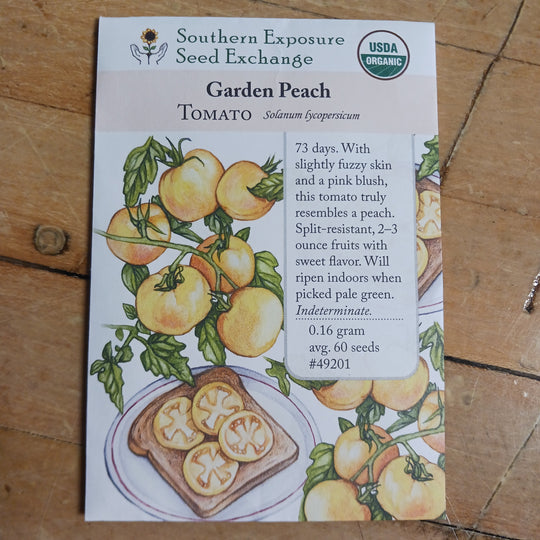 Southern Exposure
Seed Exchange
USDA
ORGANIC
Garden Peach
TOMATO Solanum lycopersicum
73 days. With
slightly fuzzy skin
and a pink blush,
this tomato truly
resembles a peach.
Split-resistant, 2–3
ounce fruits with
sweet flavor. Will
ripen indoors when
picked pale green.
Indeterminate.
0.16 gram
avg. 60 seeds
#49201